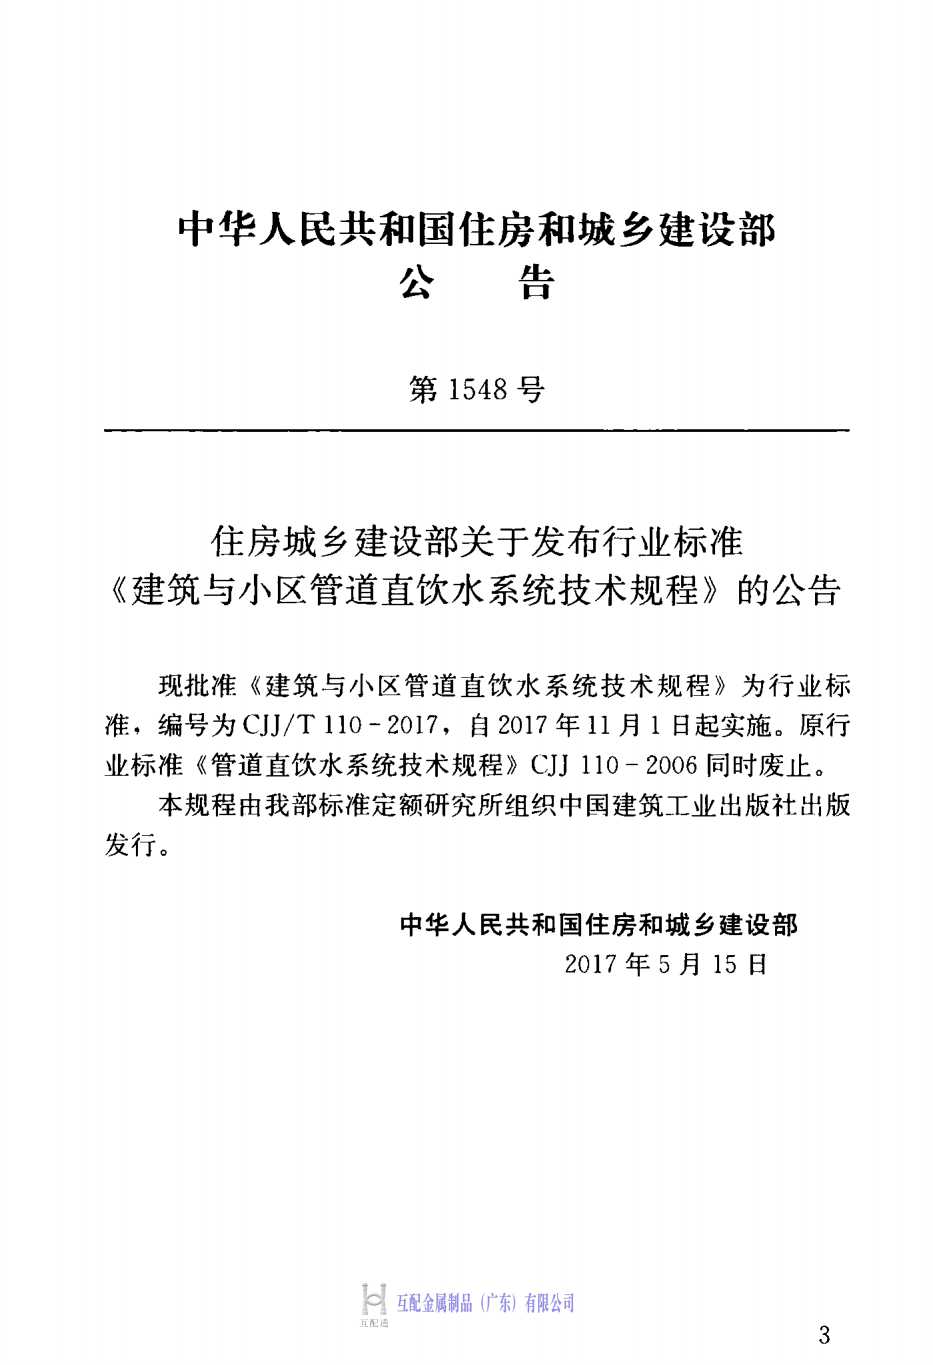 中华人民共和国住房和城乡建设部
公 告
第 1548 号
住房城乡建设部关于发布行业标准
《建筑与小区管道直饮水系统技术规程》的公告
现批准《建筑与小区管道直饮水系统技术规程》为行业标
准，编号为 CJJ/T 110－2017，自 2017 年 11 月 1 日起实施。原行
业标准《管道直饮水系统技术规程》CJJ 110－2006 同时废止。
本规程由我部标准定额研究所组织中国建筑工业出版社出版
发行。
中华人民共和国住房和城乡建设部
2017 年 5 月 15 日
互配金属制品（广东）有限公司
互配通
3